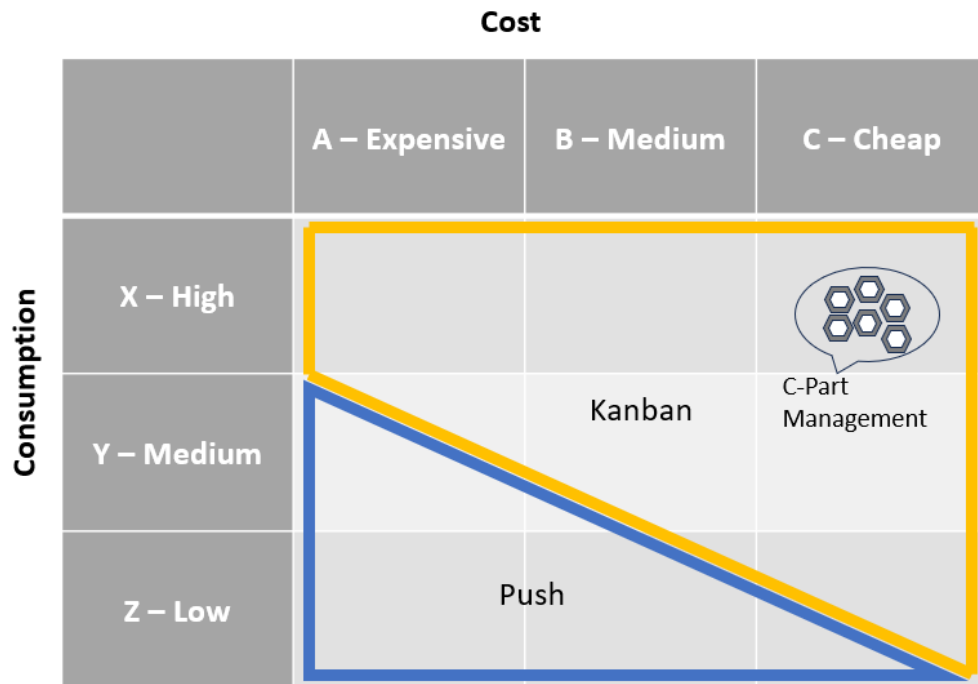 Cost
A – Expensive
B – Medium
C – Cheap
Consumption
X – High
C-Part
Management
Kanban
Y – Medium
Push
Z – Low